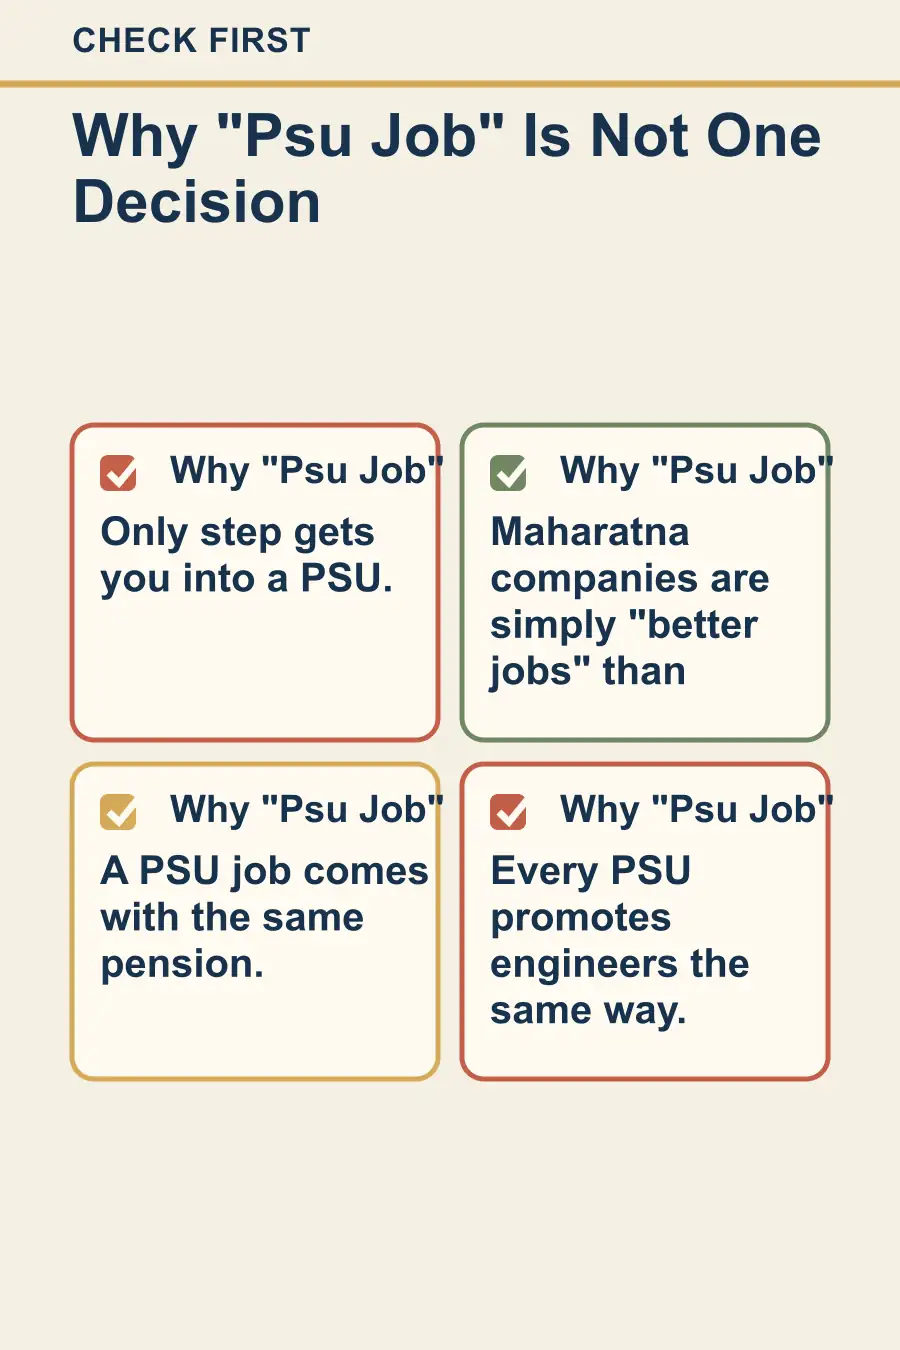 CHECK FIRST
Why "Psu Job" Is Not One
Decision
Why "Psu Job"
Only step gets
you into a PSU.
Why "Psu Job"
Maharatna
companies are
simply "better
jobs" than
Why "Psu Job"
A PSU job comes
with the same
pension.
Why "Psu Job"
Every PSU
promotes
engineers the
same way.